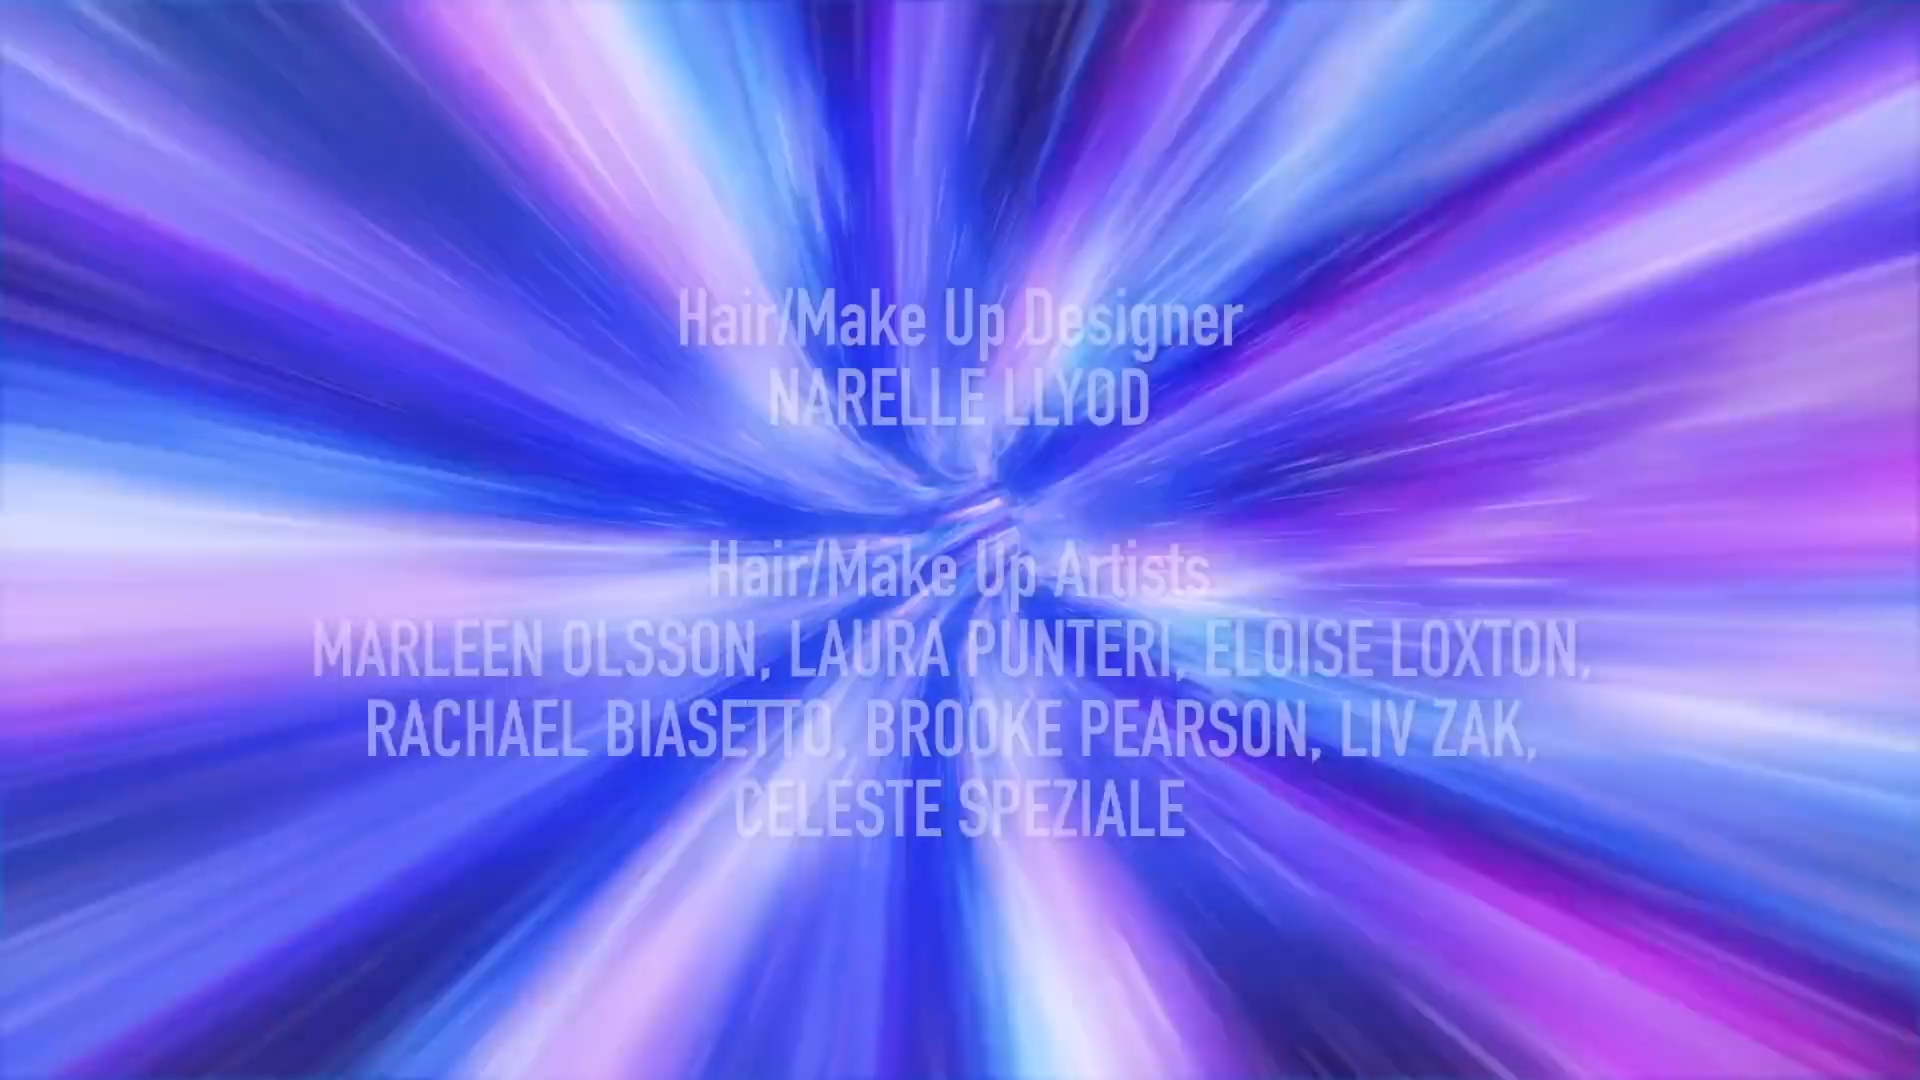 Hair/Make Up Designer
NARELLE LLYOD
Hair/Make Up Artists
MARLEEN OLSSON, LAURA PUNTERI, ELOISE LOXTON,
RACHAEL BIASETTO, BROOKE PEARSON, LIV ZAK,
CELESTE SPEZIALE